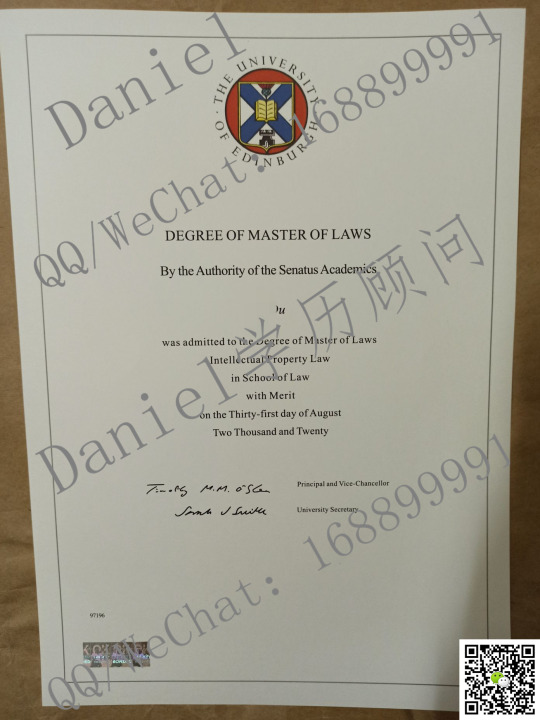 THE UNIVERSITY
OF EDINBURGH
DEGREE OF MASTER OF LAWS
By the Authority of the Senatus Academics
was admitted to the Degree of Master of Laws
Intellectual Property Law
in School of Law
with Merit
on the Thirty-first day of August
Two Thousand and Twenty
Principal and Vice-Chancellor
University Secretary
97196
Daniel
QQ/WeChat: 168899991
Daniel学历顾问
QQ/WeChat: 168899991